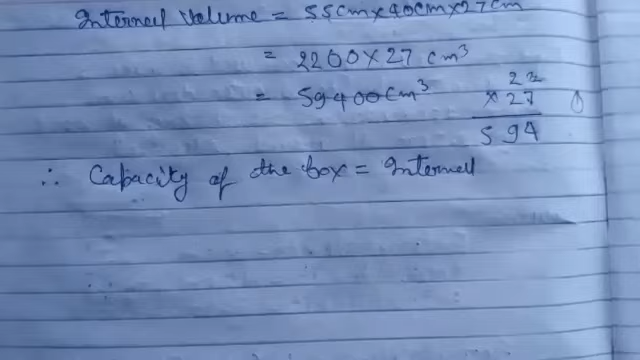 Internal Volume = 55cm×40cm×27cm
= 2200×27 cm³
= 59400cm³
22
×27
594
∴ Capacity of the box = Internal